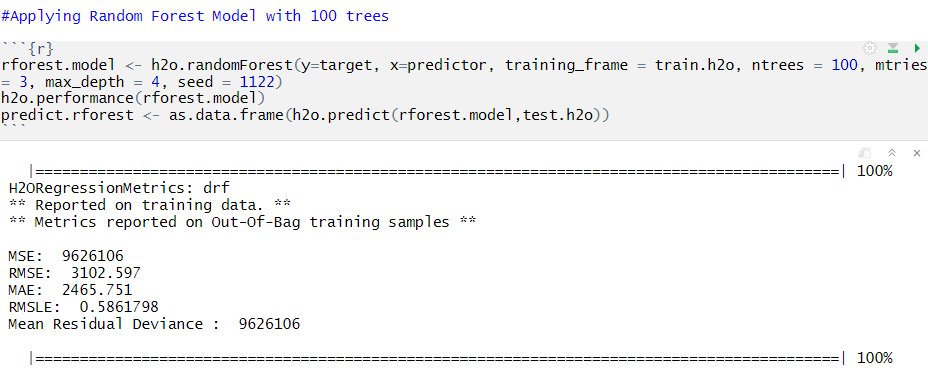 #Applying Random Forest Model with 100 trees
```{r}
rforest.model <- h2o.randomForest(y=target, x=predictor, training_frame = train.h2o, ntrees = 100, mtries
= 3, max_depth = 4, seed = 1122)
h2o.performance(rforest.model)
predict.rforest <- as.data.frame(h2o.predict(rforest.model,test.h2o))
```
|==========================================================================================| 100%
H2ORegressionMetrics: drf
** Reported on training data. **
** Metrics reported on Out-Of-Bag training samples **
MSE:  9626106
RMSE:  3102.597
MAE:  2465.751
RMSLE:  0.5861798
Mean Residual Deviance :  9626106
|==========================================================================================| 100%